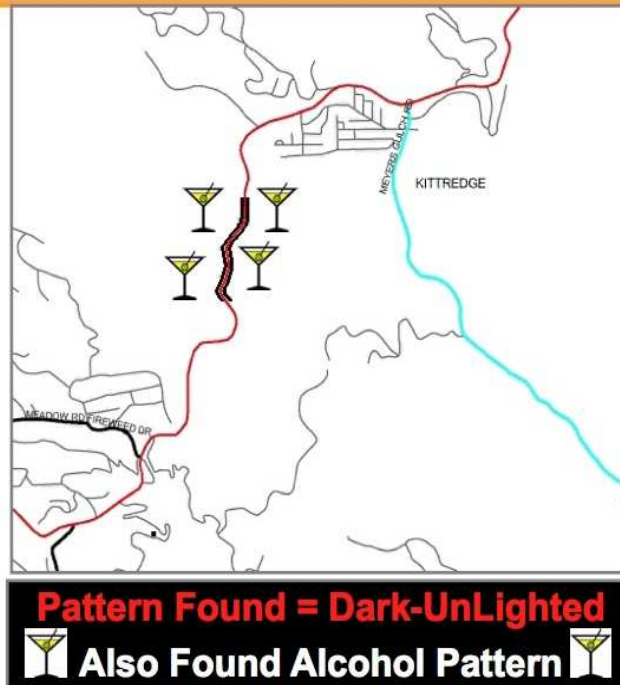 MEYERS GULCH RD
KITTREDGE
MEADOW RD FIREWEED DR
Pattern Found = Dark-UnLighted
Also Found Alcohol Pattern